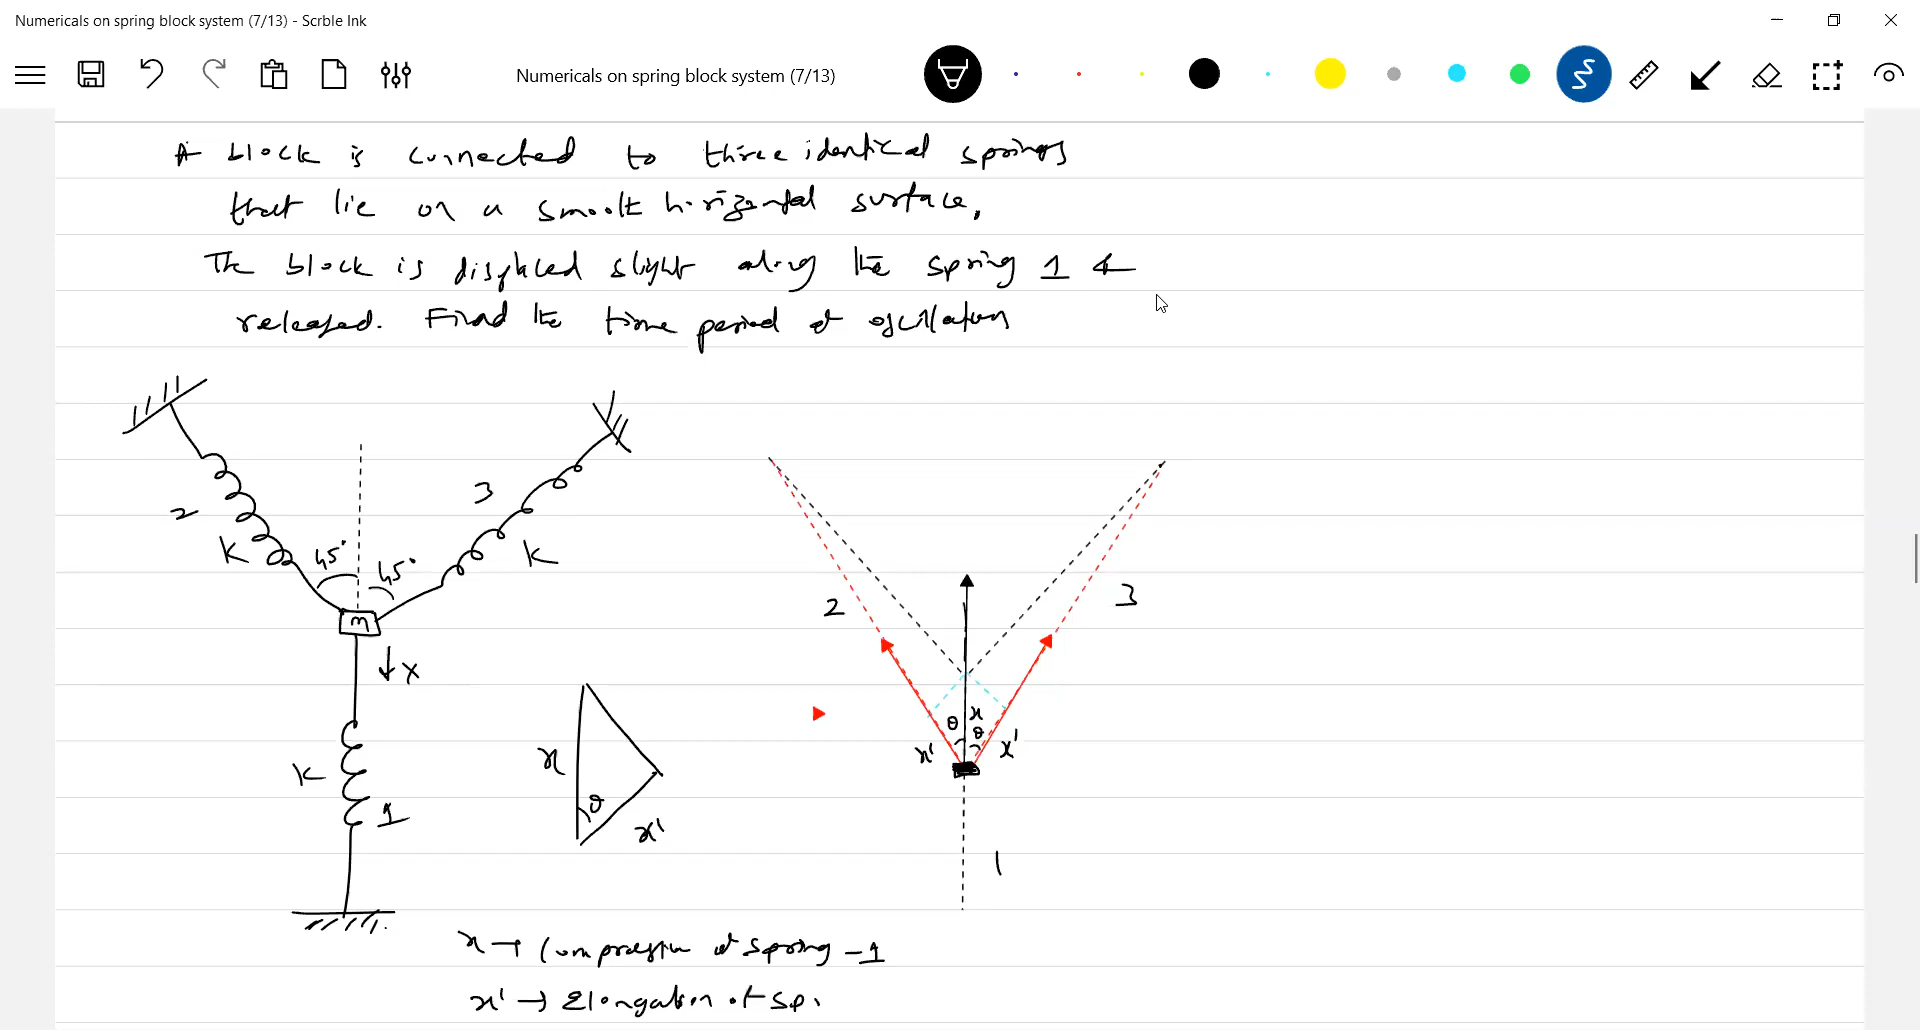 Numericals on spring block system (7/13) - Scrble Ink
Numericals on spring block system (7/13)
A block is connected to three identical springs
that lie on a smooth horizontal surface.
The block is displaced slight along the spring 1 &
released. Find the time period of oscillation
2
3
K
45°
45°
K
m
↓ x
K
1
x
θ
x'
2
3
θ
x
θ
x'
x'
1
x → Compression of spring - 1
x' → Elongation of sp